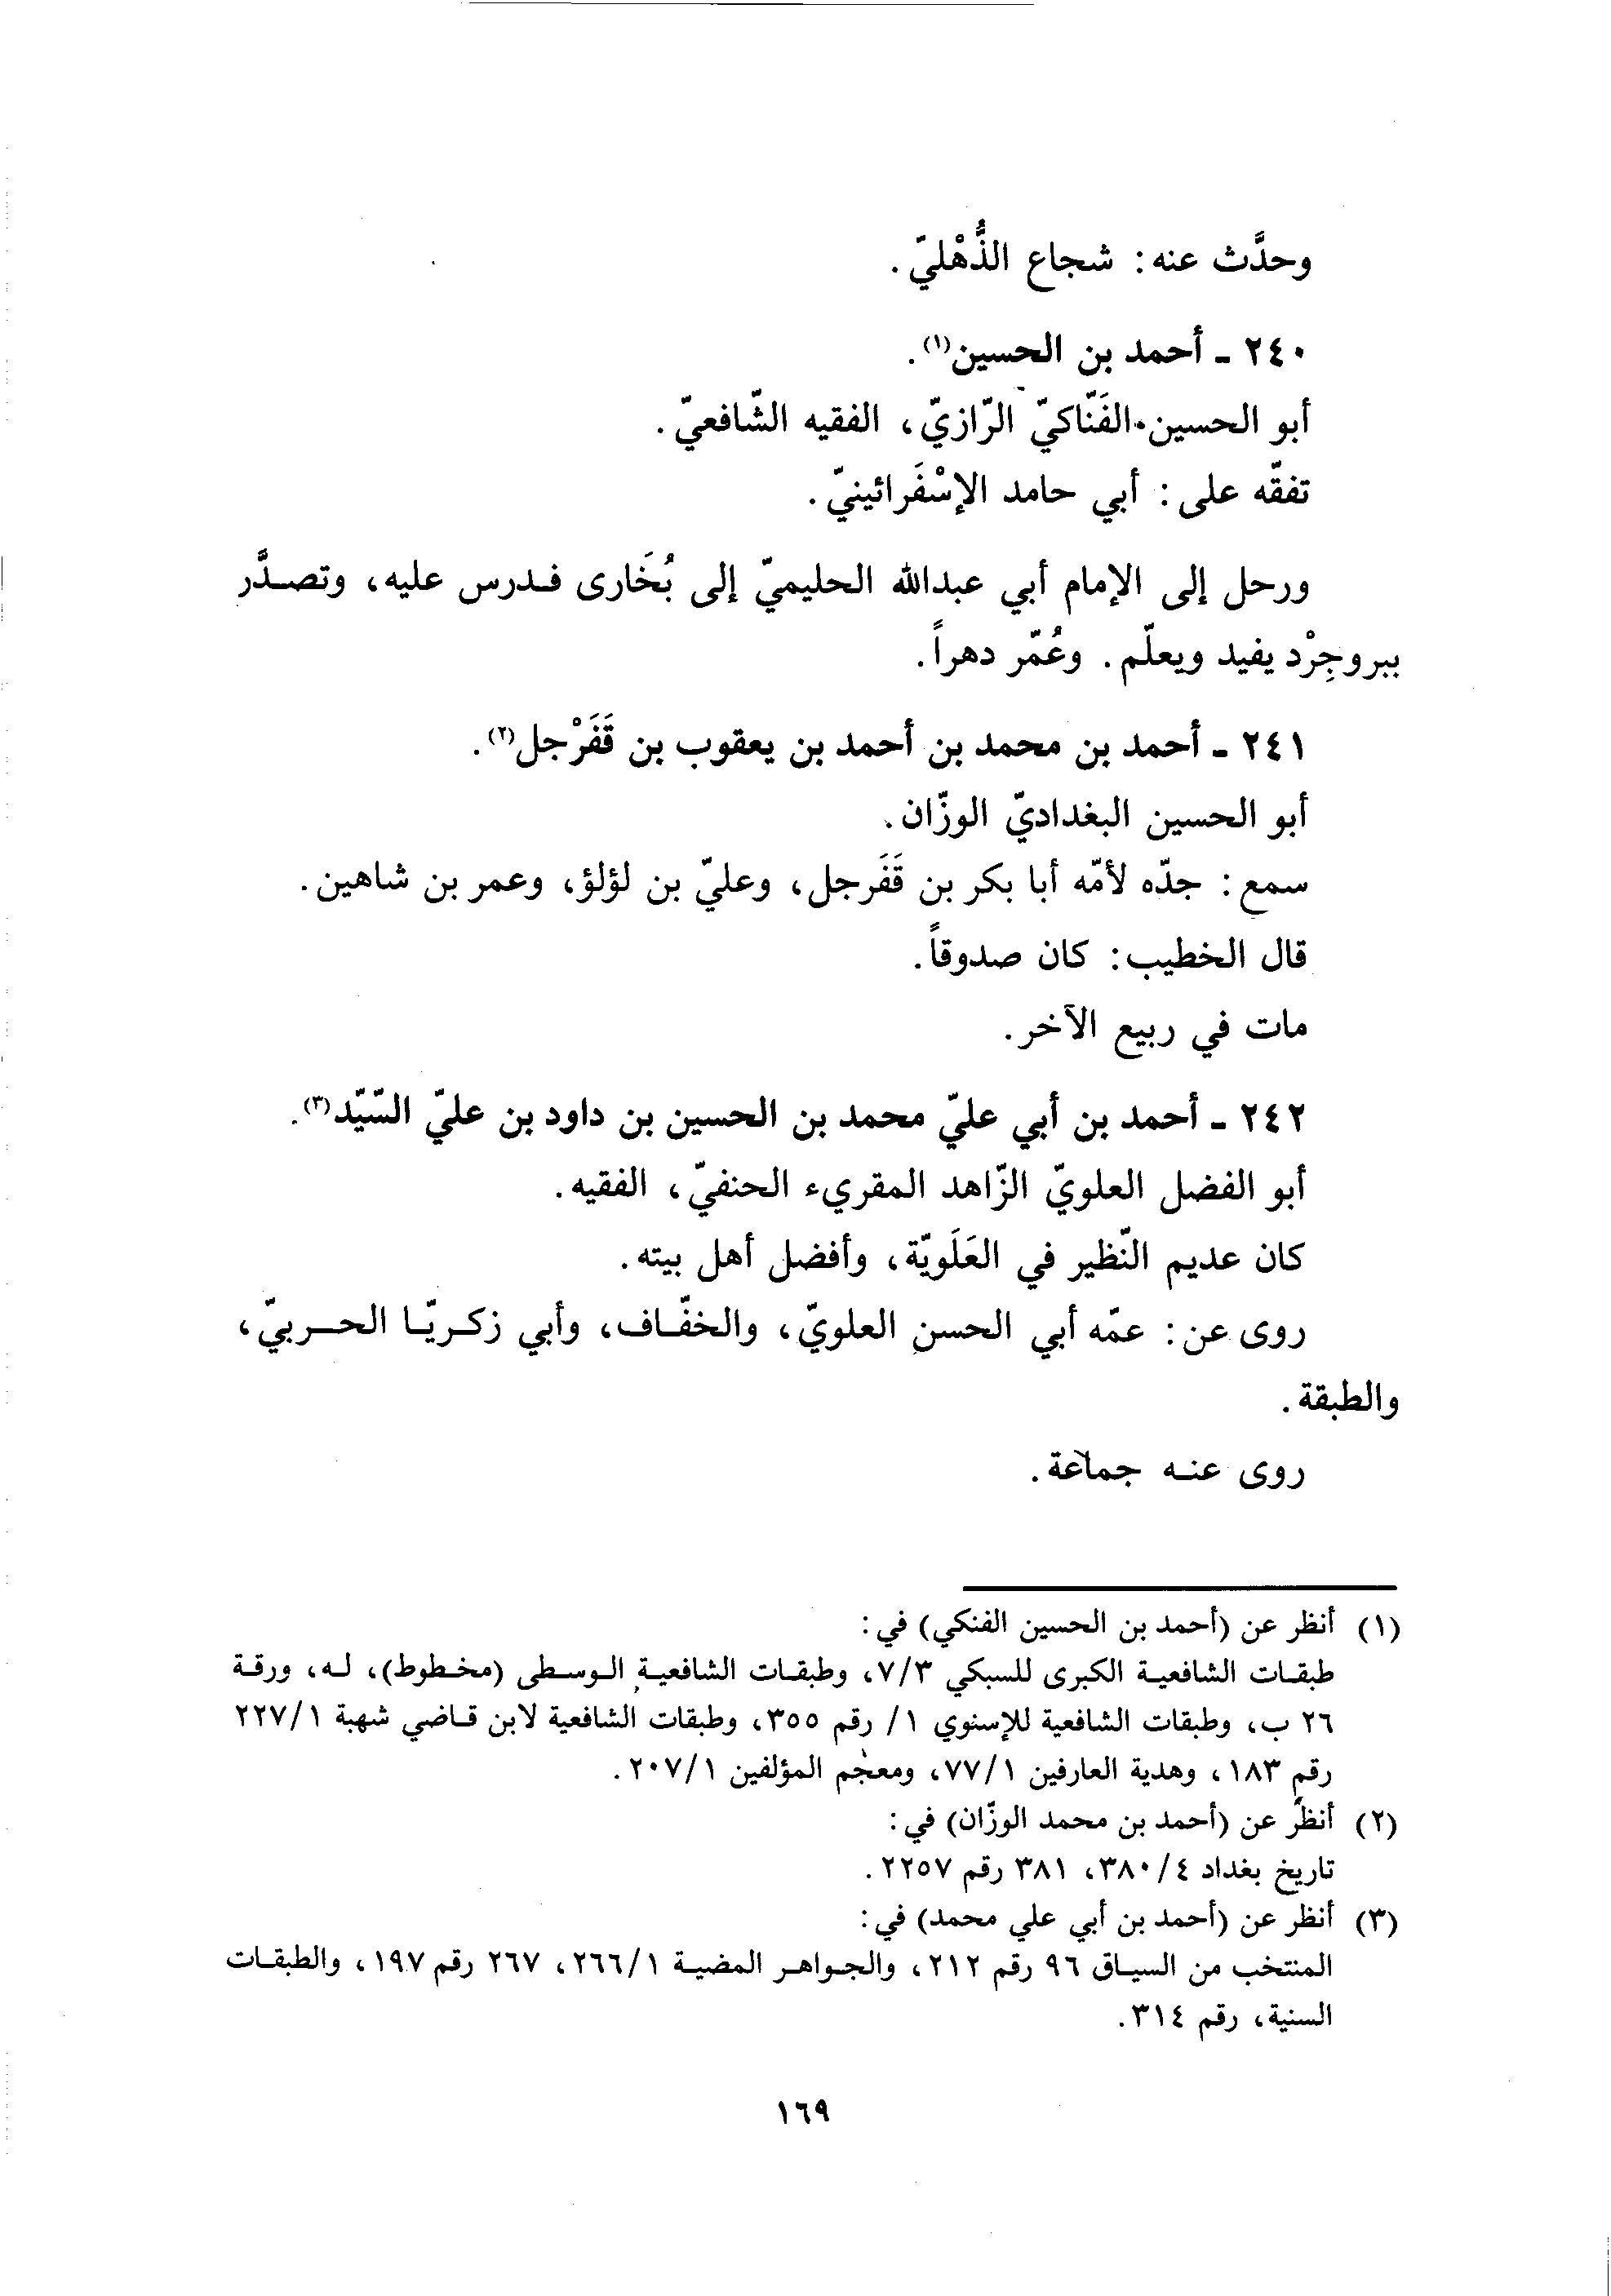 وحدَّث عنه: شجاع الذُّهْليّ.
٢٤٠ - أحمد بن الحسين(١).
أبو الحسين الفَنّاكيّ الرّازيّ، الفقيه الشّافعيّ.
تفقّه على: أبي حامد الإسْفَرائينيّ.
ورحل إلى الإمام أبي عبدالله الحليميّ إلى بُخَارى فدرس عليه، وتصدَّر
ببروجِرْد يفيد ويعلّم. وعُمّر دهراً.
٢٤١ - أحمد بن محمد بن أحمد بن يعقوب بن قَفَرْجل(٢).
أبو الحسين البغداديّ الوزّان.
سمع: جدّه لأمّه أبا بكر بن قَفَرجل، وعليّ بن لؤلؤ، وعمر بن شاهين.
قال الخطيب: كان صدوقاً.
مات في ربيع الآخر.
٢٤٢ - أحمد بن أبي عليّ محمد بن الحسين بن داود بن عليّ السّيّد(٣).
أبو الفضل العلويّ الزّاهد المقريء الحنفيّ، الفقيه.
كان عديم النّظير في العَلَويّة، وأفضل أهل بيته.
روى عن: عمّه أبي الحسن العلويّ، والخفّاف، وأبي زكريّا الحربيّ،
والطبقة.
روى عنه جماعة.
(١) أنظر عن (أحمد بن الحسين الفنكي) في:
طبقات الشافعية الكبرى للسبكي ٧/٣، وطبقات الشافعية الوسطى (مخطوط)، له، ورقة
٢٦ ب، وطبقات الشافعية للإسنوي ١/ رقم ٣٥٥، وطبقات الشافعية لابن قاضي شهبة ٢٢٧/١
رقم ١٨٣، وهدية العارفين ٧٧/١، ومعجم المؤلفين ٢٠٧/١.
(٢) أنظر عن (أحمد بن محمد الوزّان) في:
تاريخ بغداد ٣٨٠/٤، ٣٨١ رقم ٢٢٥٧.
(٣) أنظر عن (أحمد بن أبي علي محمد) في:
المنتخب من السياق ٩٦ رقم ٢١٢، والجواهر المضية ٢٦٦/١، ٢٦٧ رقم ١٩٧، والطبقات
السنية، رقم ٣١٤.
١٦٩